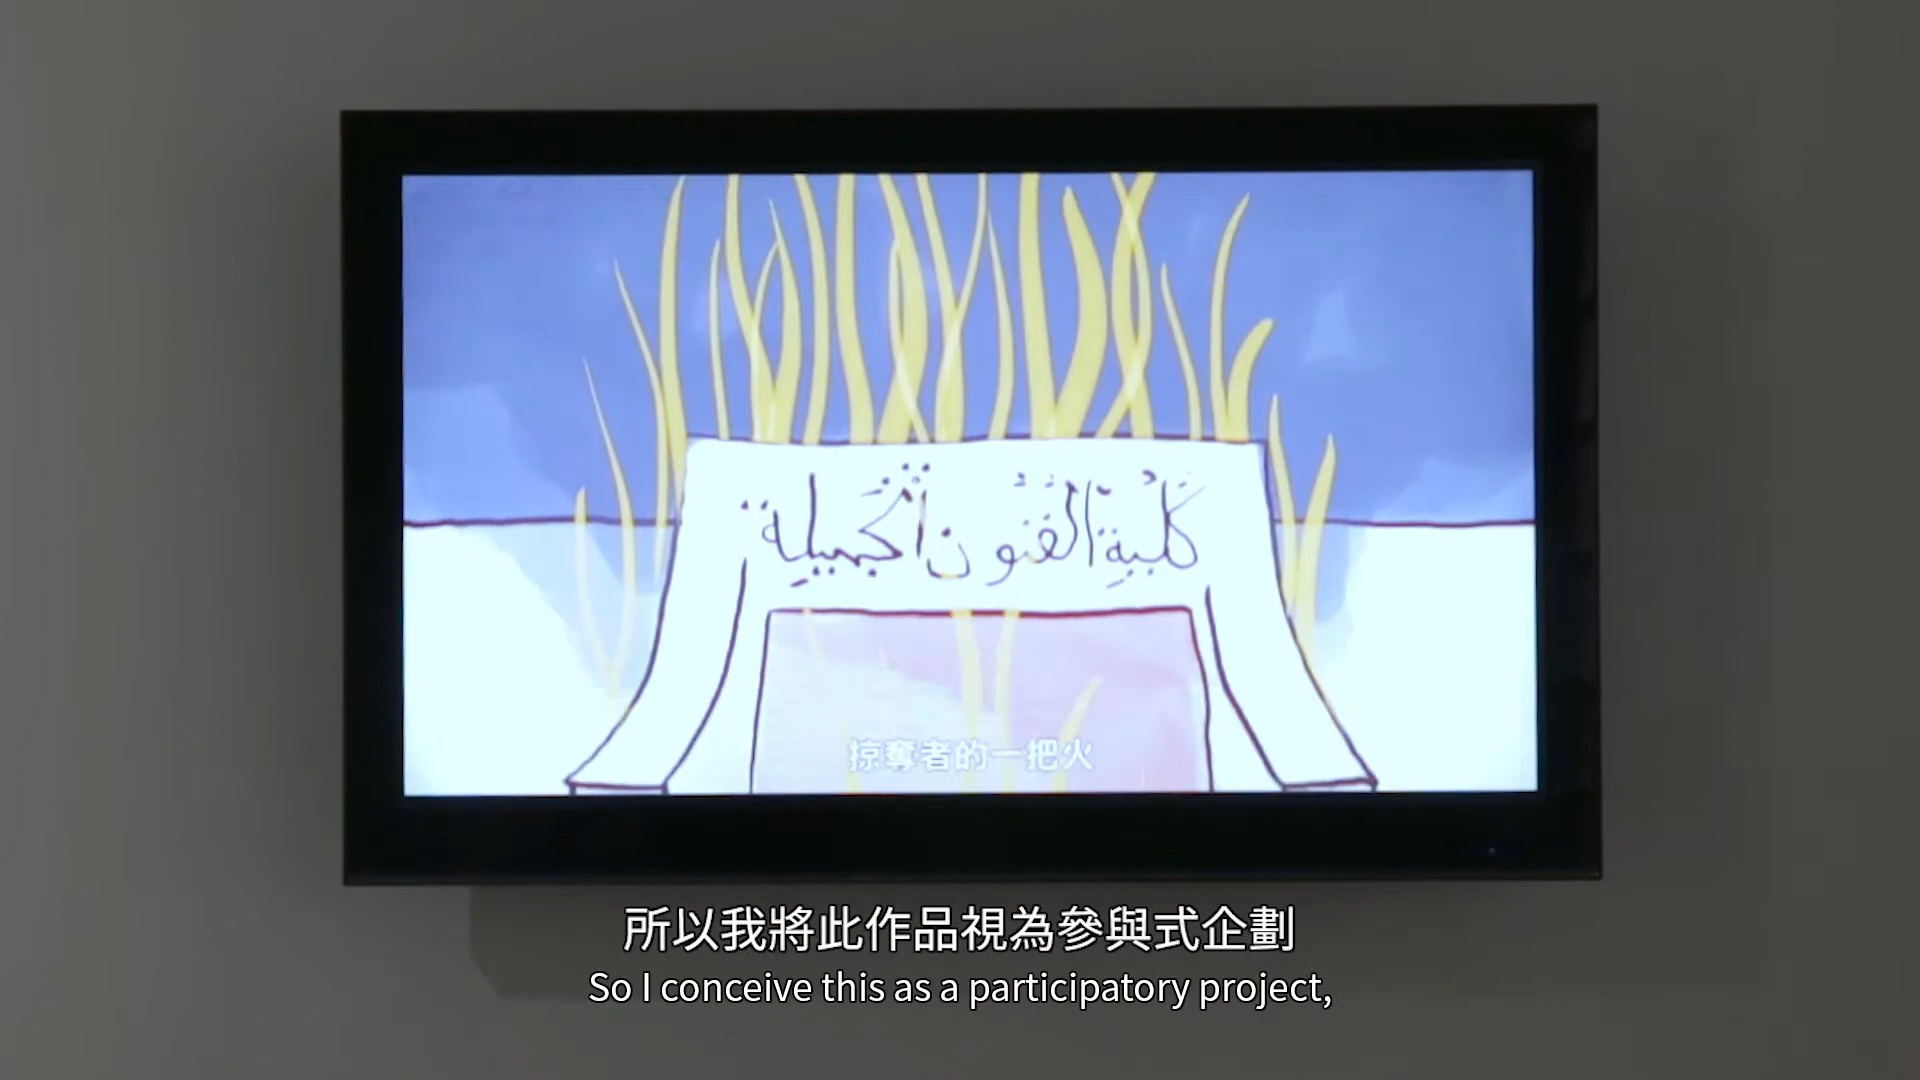 كلية الفنون الجميلة
掠奪者的一把火
所以我將此作品視為參與式企劃
So I conceive this as a participatory project,